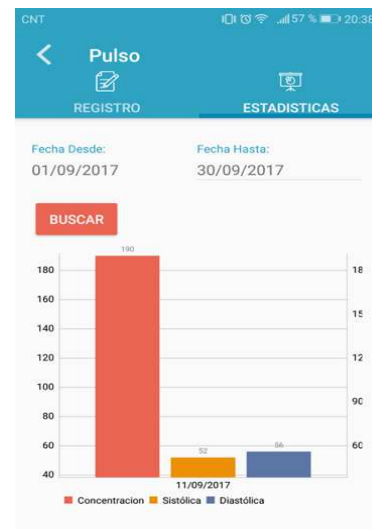 CNT 57 % 20:38
Pulso
REGISTRO ESTADISTICAS
Fecha Desde: Fecha Hasta:
01/09/2017 30/09/2017
BUSCAR
190
180 18
160
15
140
120 12
100
90
80
60 52 56 60
40
11/09/2017
Concentracion Sistólica Diastólica